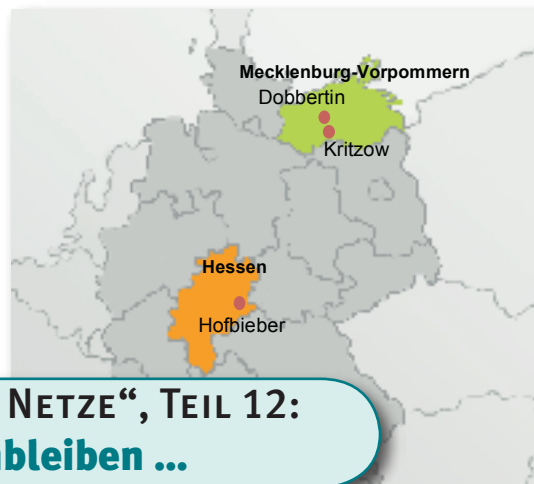 Mecklenburg-Vorpommern
Dobbertin
Kritzow
Hessen
Hofbieber
NETZE“, TEIL 12:
bleiben ...